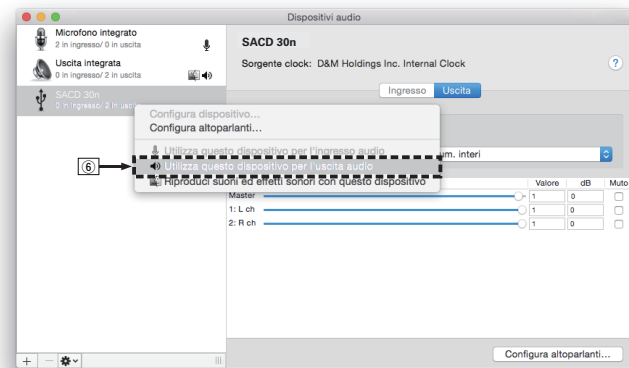 Dispositivi audio
Microfono integrato
2 in ingresso/ 0 in uscita
Uscita integrata
0 in ingresso/ 2 in uscita
SACD 30n
0 in ingresso/ 2 in uscita
SACD 30n
Sorgente clock: D&M Holdings Inc. Internal Clock
?
Ingresso Uscita
Configura dispositivo...
Configura altoparlanti...
Utilizza questo dispositivo per l'ingresso audio
⑥ Utilizza questo dispositivo per l'uscita audio
Riproduci suoni ed effetti sonori con questo dispositivo
um. interi
Valore dB Muto
Master 1 0
1: L ch 1 0
2: R ch 1 0
Configura altoparlanti...